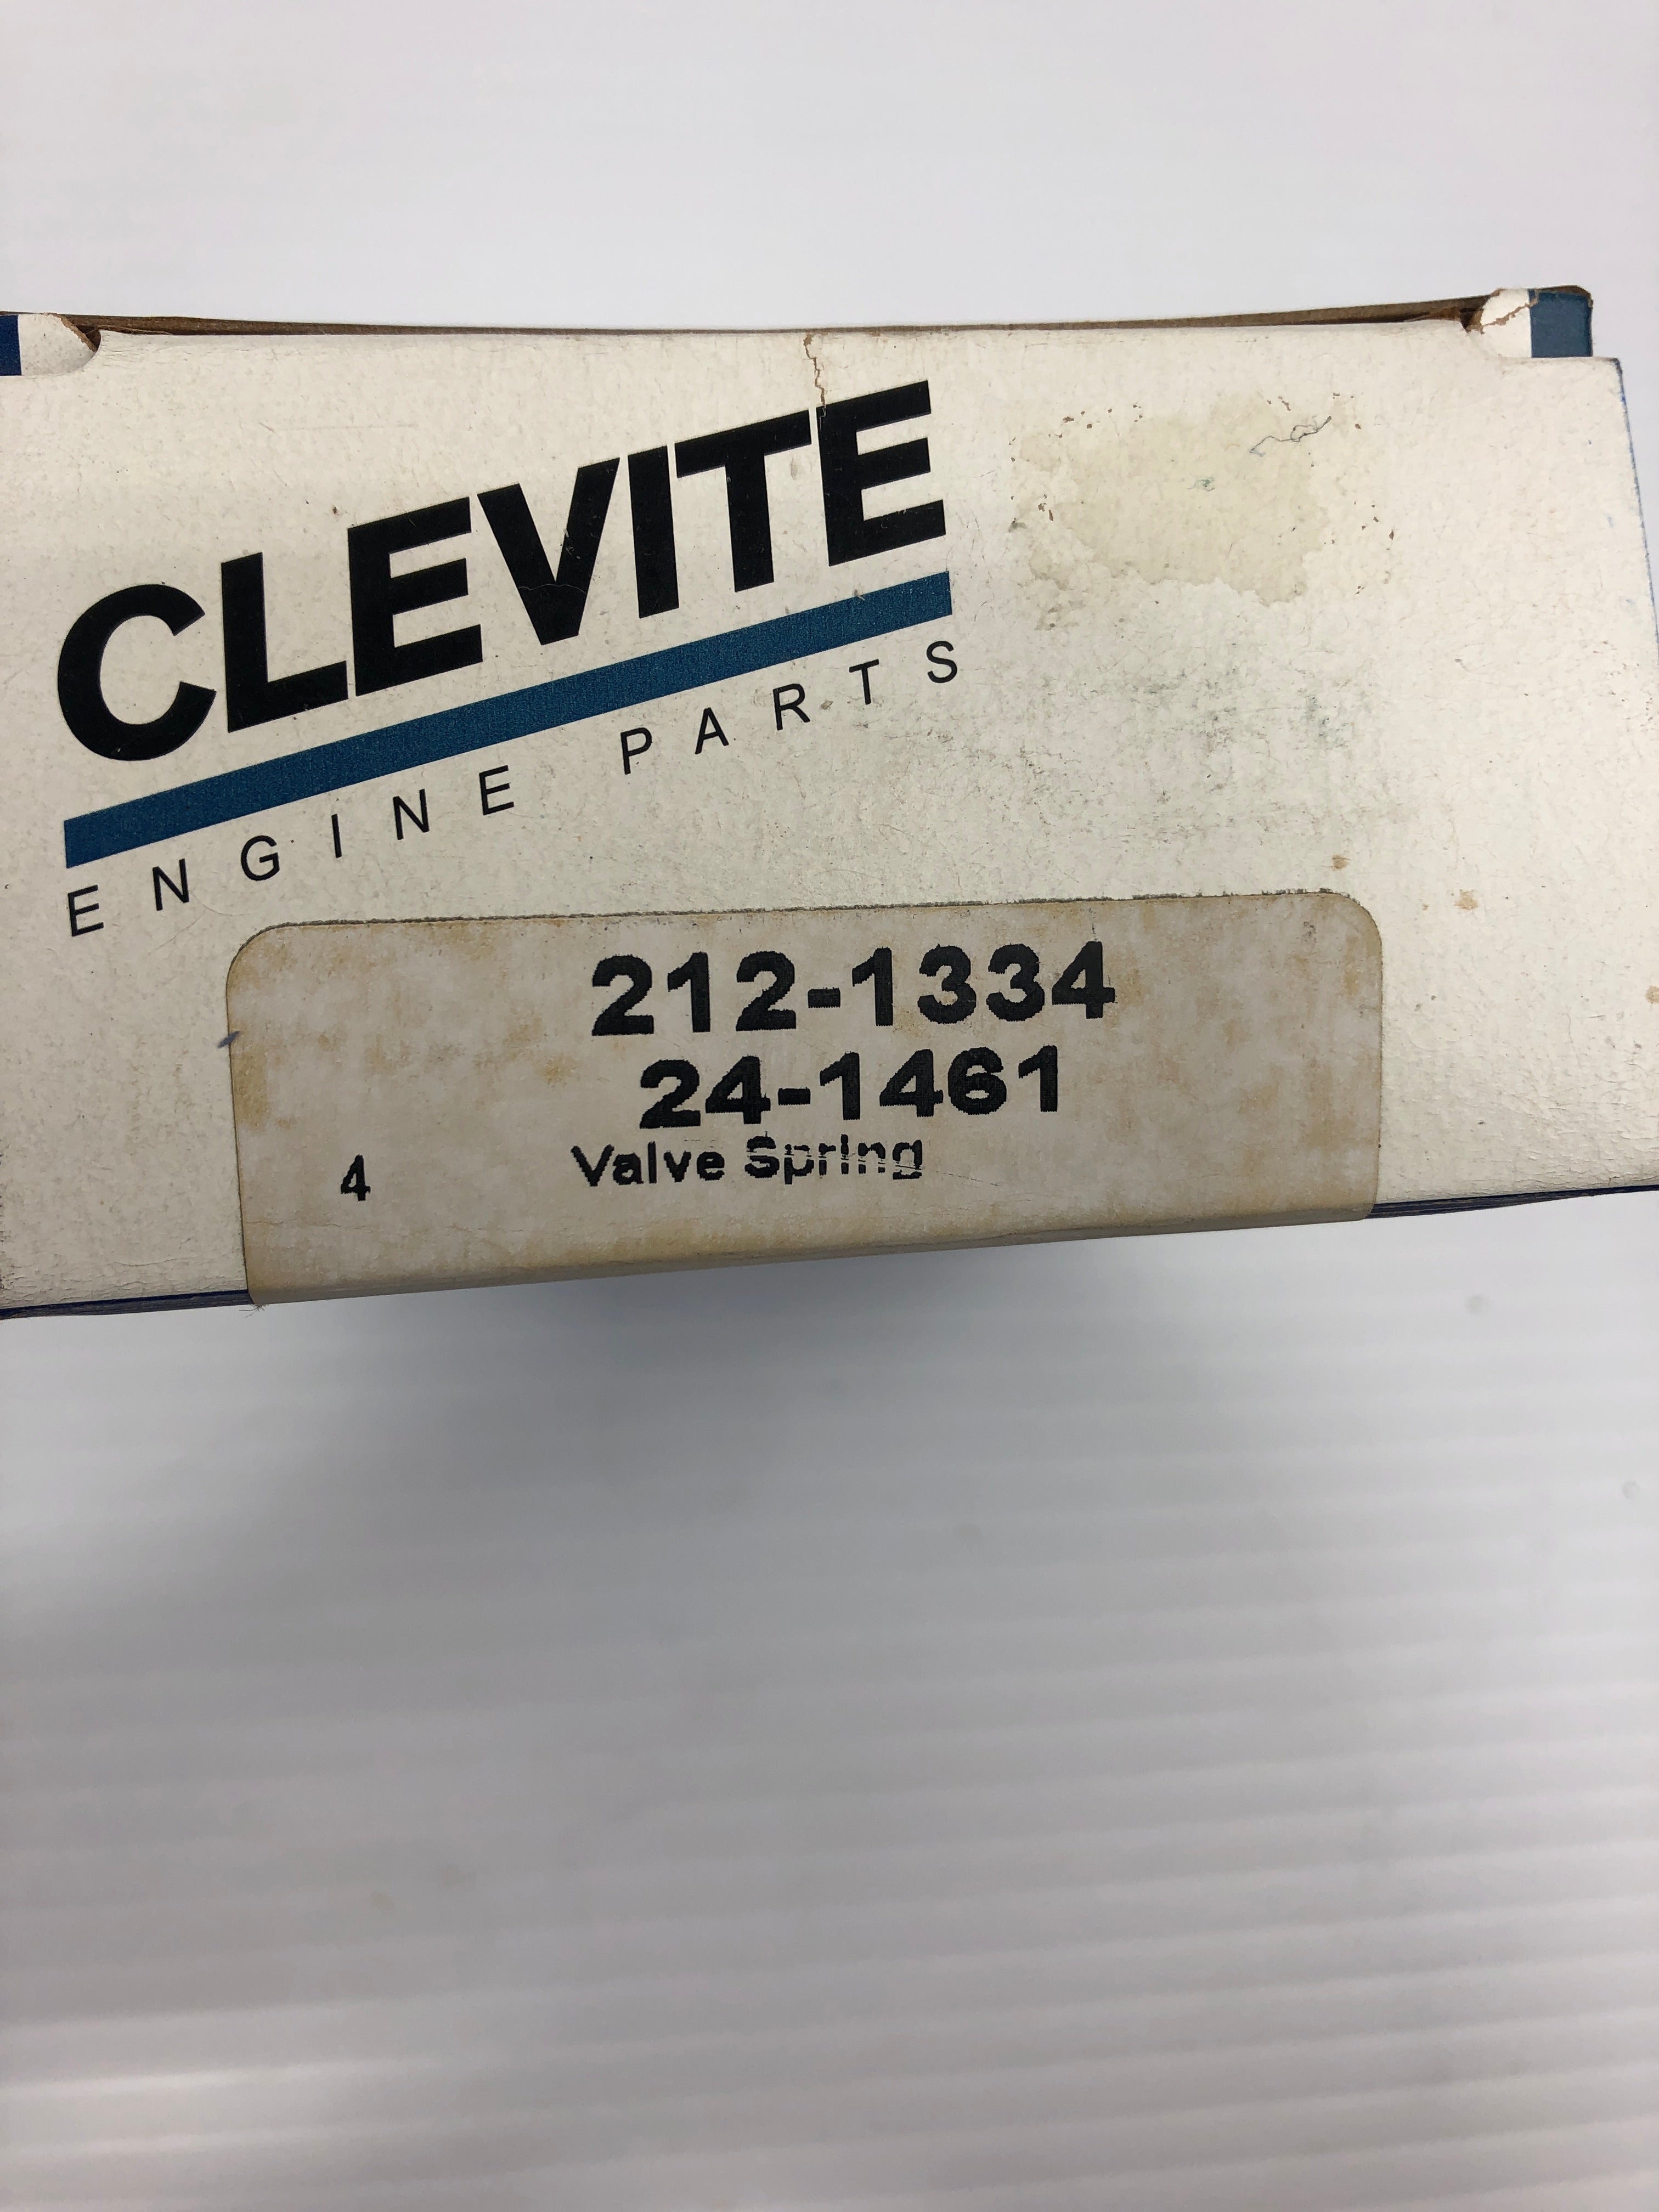 CLEVITE
ENGINE PARTS
212-1334
24-1461
4 Valve Spring